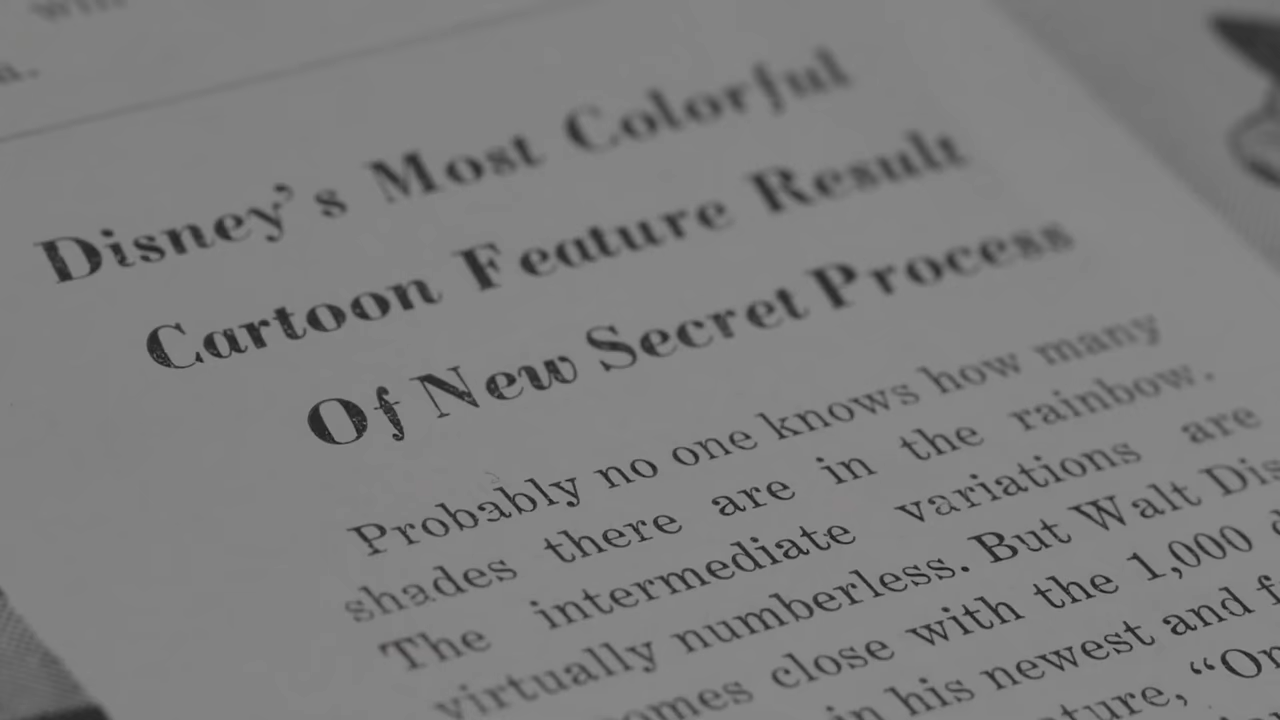 Disney's Most Colorful
Cartoon Feature Result
Of New Secret Process
Probably no one knows how many
shades there are in the rainbow.
The intermediate variations are
virtually numberless. But Walt Dis
omes close with the 1,000
in his newest and f
ture, “On